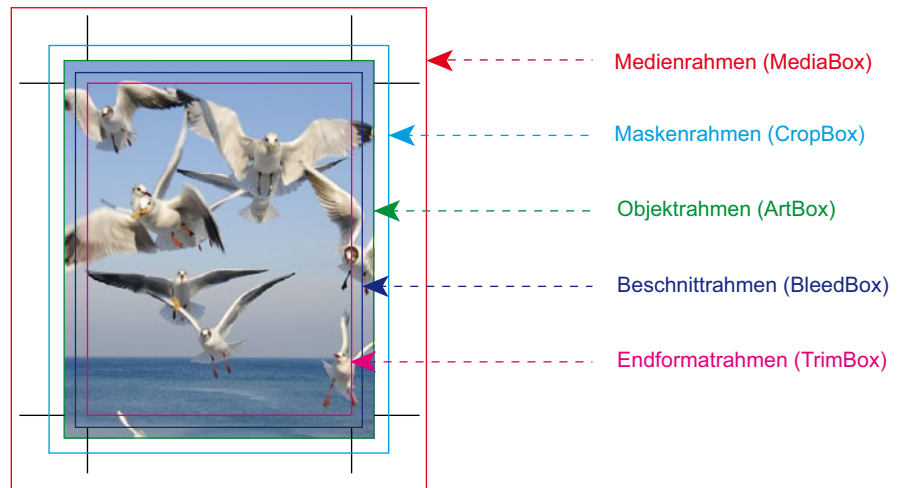 Medienrahmen (MediaBox)
Maskenrahmen (CropBox)
Objektrahmen (ArtBox)
Beschnittrahmen (BleedBox)
Endformatrahmen (TrimBox)